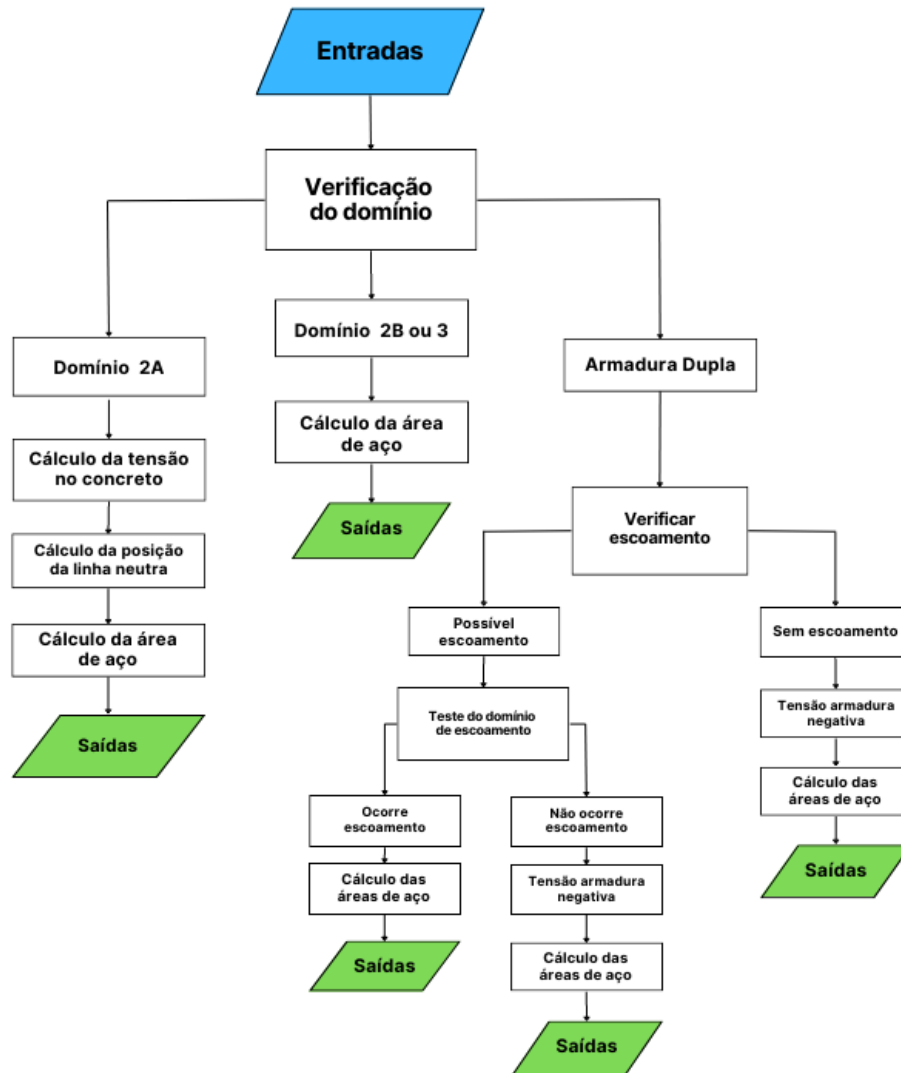 Entradas
Verificação
do domínio
Domínio 2A
Cálculo da tensão
no concreto
Cálculo da posição
da linha neutra
Cálculo da área
de aço
Saídas
Domínio 2B ou 3
Cálculo da área
de aço
Saídas
Armadura Dupla
Verificar
escoamento
Possível
escoamento
Teste do domínio
de escoamento
Ocorre
escoamento
Cálculo das
áreas de aço
Saídas
Não ocorre
escoamento
Tensão armadura
negativa
Cálculo das
áreas de aço
Saídas
Sem escoamento
Tensão armadura
negativa
Cálculo das
áreas de aço
Saídas